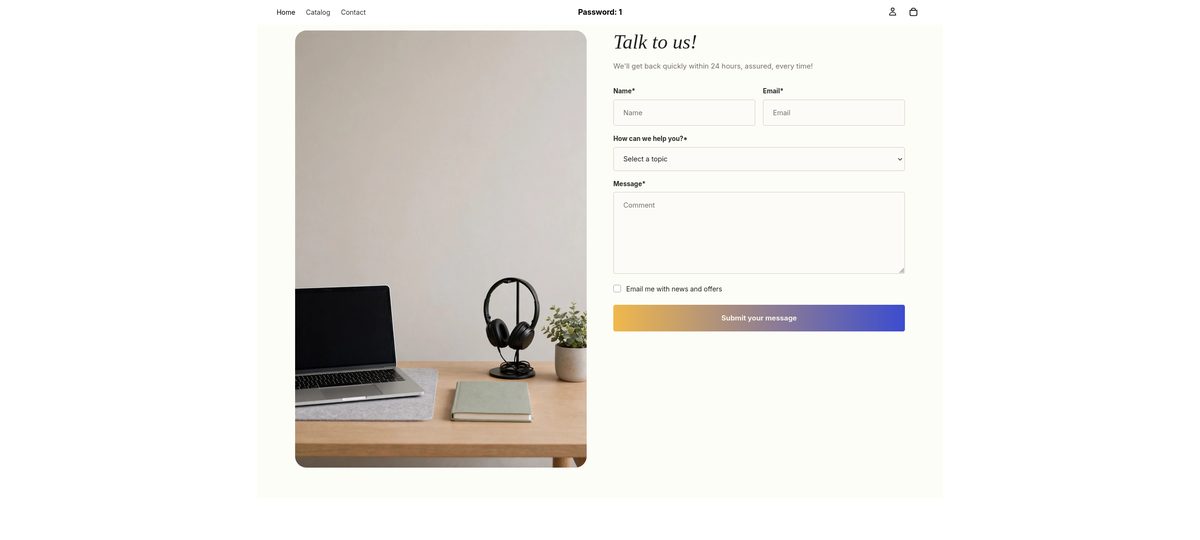 Home Catalog Contact Password: 1
Talk to us!
We'll get back quickly within 24 hours, assured, every time!
Name* Email*
Name Email
How can we help you?*
Select a topic
Message*
Comment
Email me with news and offers
Submit your message